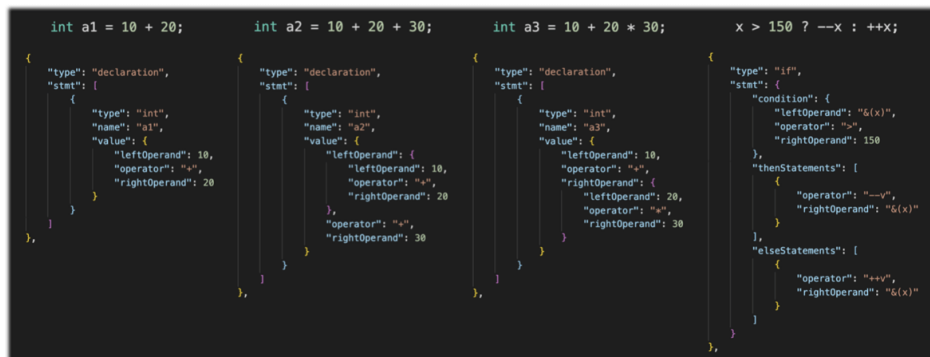 int a1 = 10 + 20;
{
"type": "declaration",
"stmt": [
{
"type": "int",
"name": "a1",
"value": {
"leftOperand": 10,
"operator": "+",
"rightOperand": 20
}
}
]
},
int a2 = 10 + 20 + 30;
{
"type": "declaration",
"stmt": [
{
"type": "int",
"name": "a2",
"value": {
"leftOperand": {
"leftOperand": 10,
"operator": "+",
"rightOperand": 20
},
"operator": "+",
"rightOperand": 30
}
}
]
},
int a3 = 10 + 20 * 30;
{
"type": "declaration",
"stmt": [
{
"type": "int",
"name": "a3",
"value": {
"leftOperand": 10,
"operator": "+",
"rightOperand": {
"leftOperand": 20,
"operator": "*",
"rightOperand": 30
}
}
}
]
},
x > 150 ? --x : ++x;
{
"type": "if",
"stmt": {
"condition": {
"leftOperand": "&(x)",
"operator": ">",
"rightOperand": 150
},
"thenStatements": [
{
"operator": "--v",
"rightOperand": "&(x)"
}
],
"elseStatements": [
{
"operator": "++v",
"rightOperand": "&(x)"
}
]
}
},